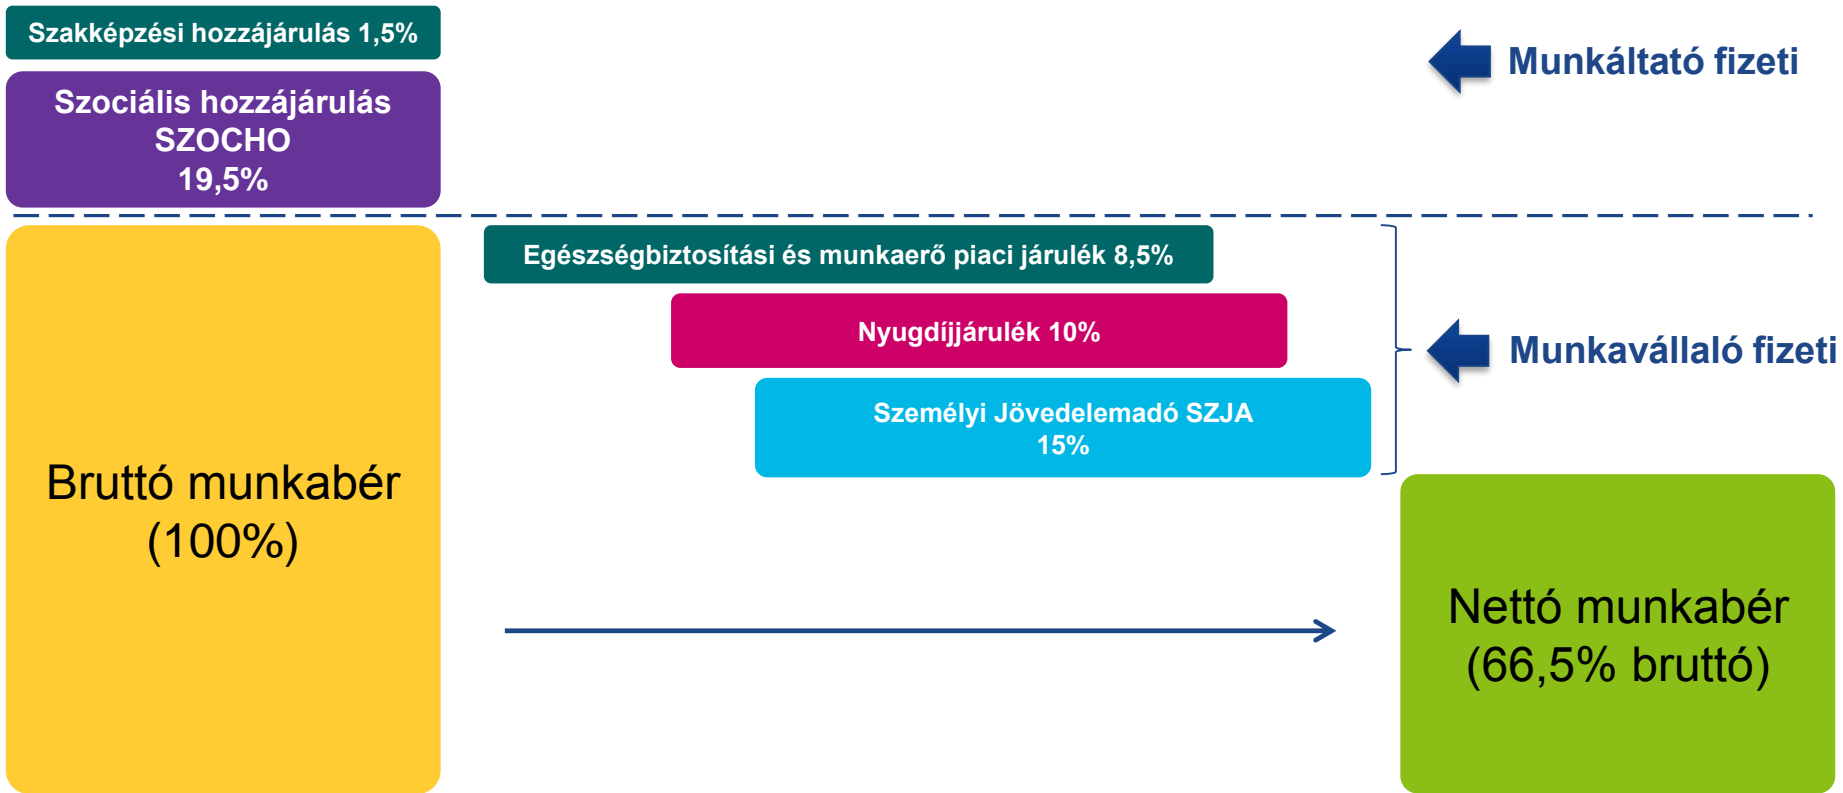 Szakképzési hozzájárulás 1,5%
Szociális hozzájárulás
SZOCHO
19,5%
Munkáltató fizeti
Egészségbiztosítási és munkaerő piaci járulék 8,5%
Nyugdíjjárulék 10%
Személyi Jövedelemadó SZJA
15%
Munkavállaló fizeti
Bruttó munkabér
(100%)
Nettó munkabér
(66,5% bruttó)